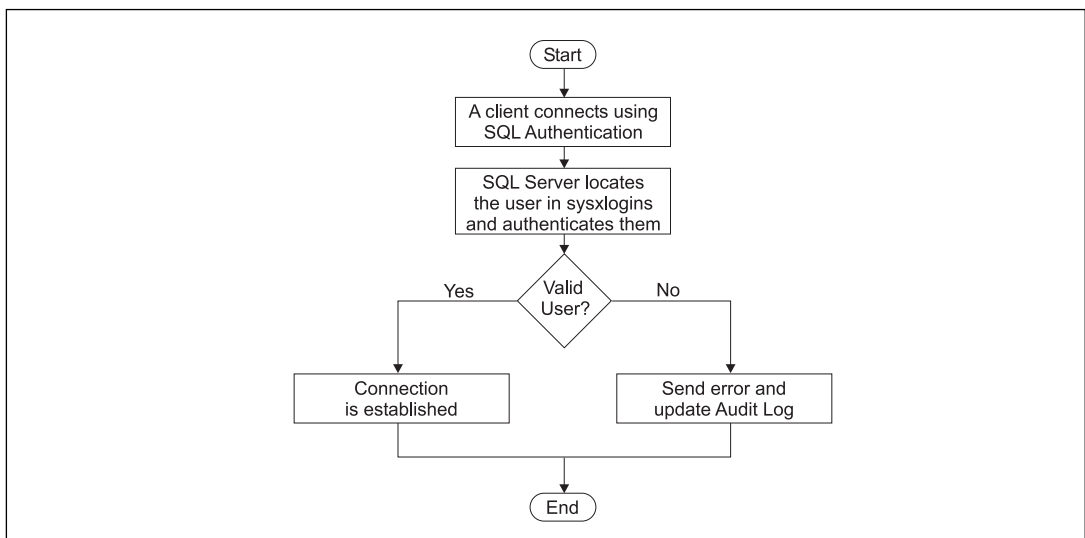 Start
A client connects using
SQL Authentication
SQL Server locates
the user in sysxlogins
and authenticates them
Valid
User?
Yes
No
Connection
is established
Send error and
update Audit Log
End